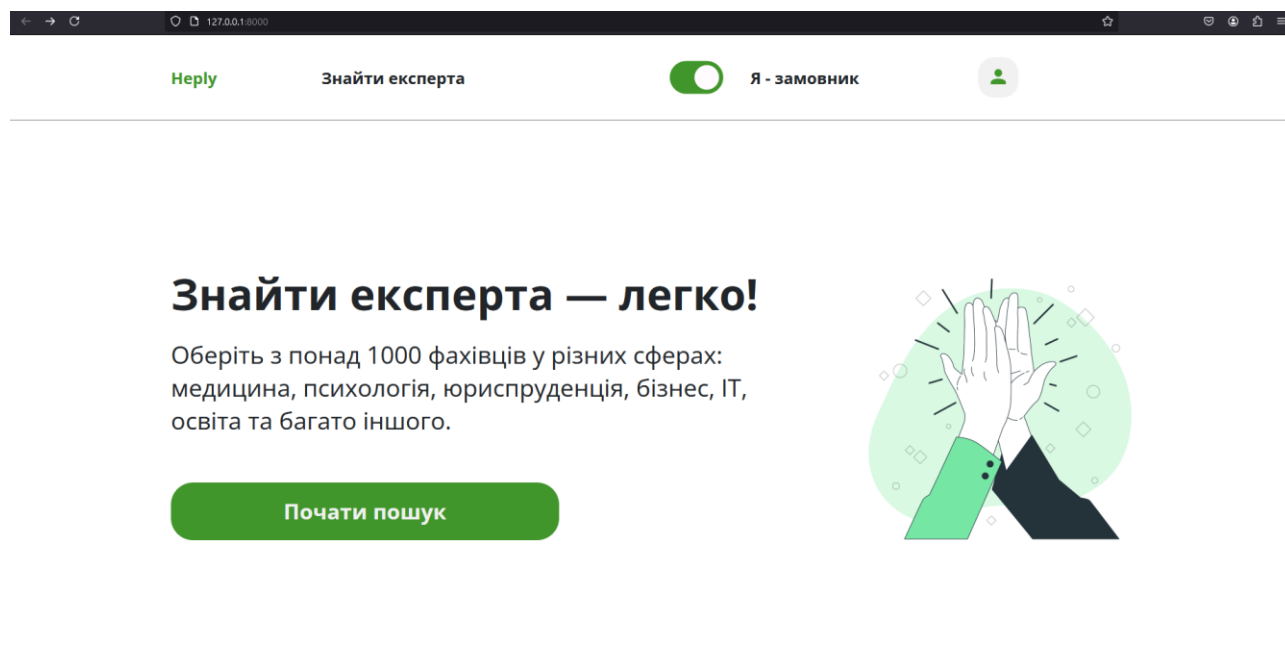 127.0.0.1:8000
Heply
Знайти експерта
Я - замовник
Знайти експерта — легко!
Оберіть з понад 1000 фахівців у різних сферах:
медицина, психологія, юриспруденція, бізнес, IT,
освіта та багато іншого.
Почати пошук